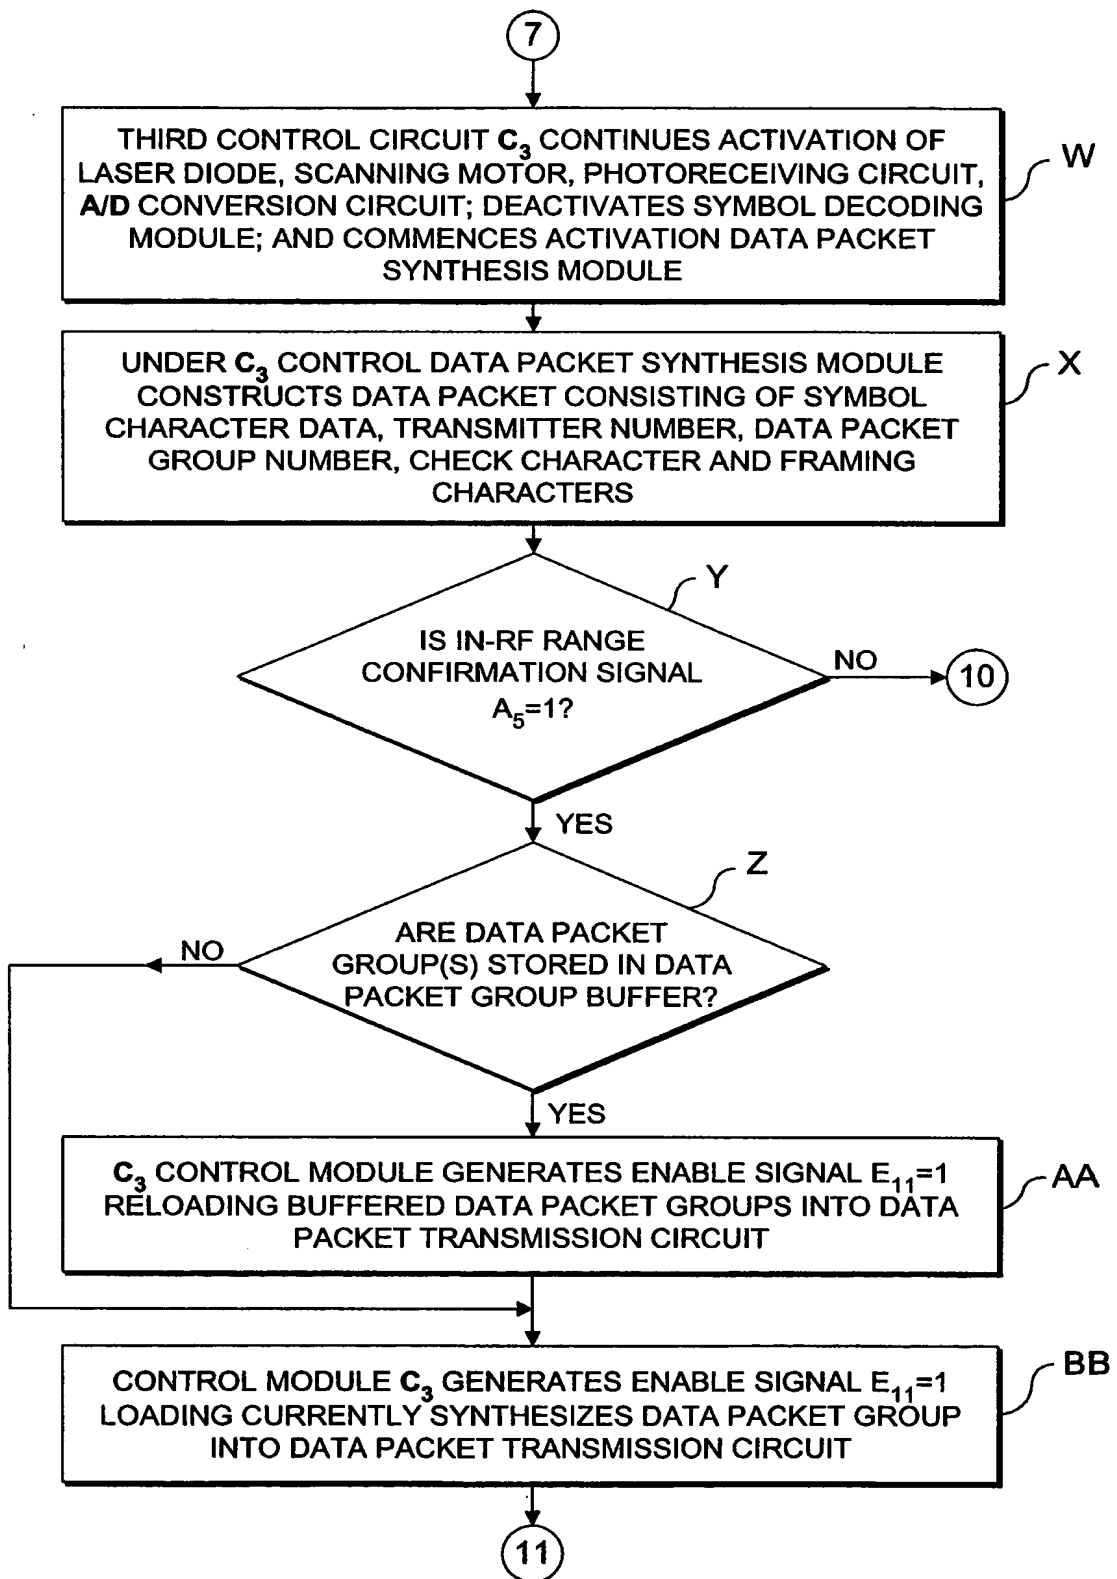 7
THIRD CONTROL CIRCUIT C3 CONTINUES ACTIVATION OF
LASER DIODE, SCANNING MOTOR, PHOTORECEIVING CIRCUIT,
A/D CONVERSION CIRCUIT; DEACTIVATES SYMBOL DECODING
MODULE; AND COMMENCES ACTIVATION DATA PACKET
SYNTHESIS MODULE
W
UNDER C3 CONTROL DATA PACKET SYNTHESIS MODULE
CONSTRUCTS DATA PACKET CONSISTING OF SYMBOL
CHARACTER DATA, TRANSMITTER NUMBER, DATA PACKET
GROUP NUMBER, CHECK CHARACTER AND FRAMING
CHARACTERS
X
Y
IS IN-RF RANGE
CONFIRMATION SIGNAL
A5=1?
NO
10
YES
Z
ARE DATA PACKET
GROUP(S) STORED IN DATA
PACKET GROUP BUFFER?
NO
YES
C3 CONTROL MODULE GENERATES ENABLE SIGNAL E11=1
RELOADING BUFFERED DATA PACKET GROUPS INTO DATA
PACKET TRANSMISSION CIRCUIT
AA
CONTROL MODULE C3 GENERATES ENABLE SIGNAL E11=1
LOADING CURRENTLY SYNTHESIZES DATA PACKET GROUP
INTO DATA PACKET TRANSMISSION CIRCUIT
BB
11